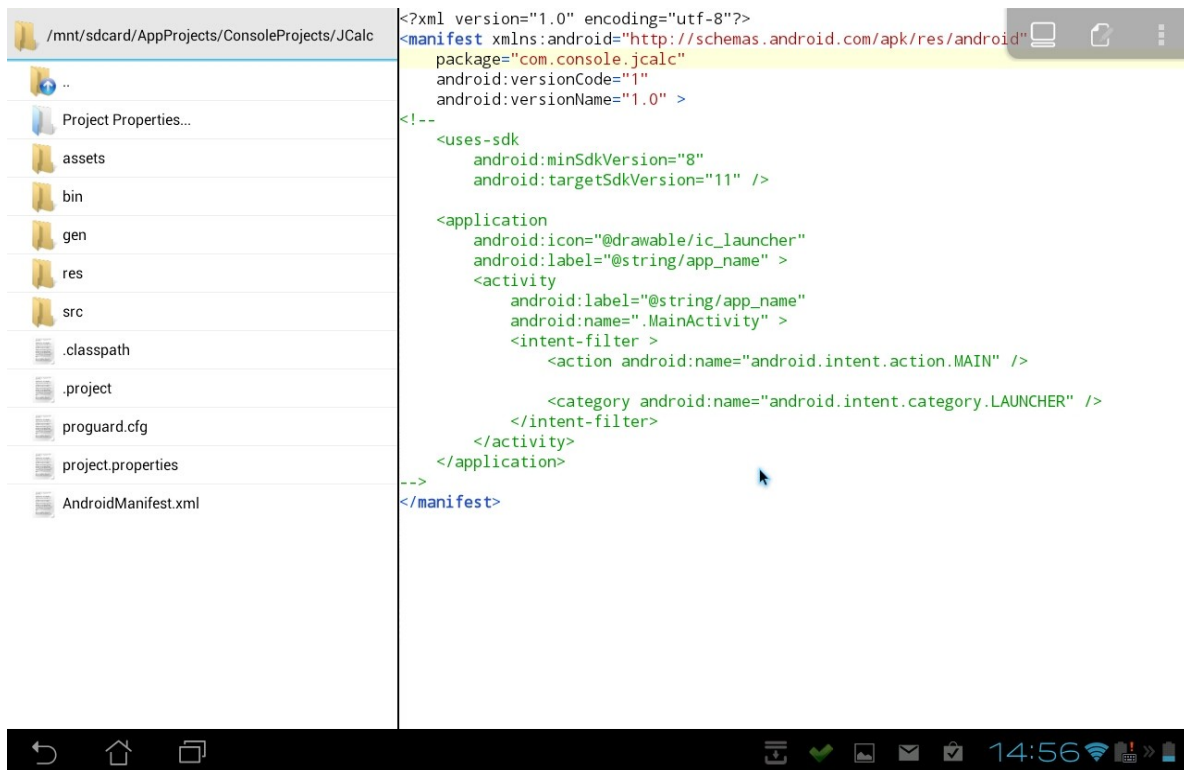 /mnt/sdcard/AppProjects/ConsoleProjects/JCalc
..
Project Properties...
assets
bin
gen
res
src
.classpath
.project
proguard.cfg
project.properties
AndroidManifest.xml
<?xml version="1.0" encoding="utf-8"?>
<manifest xmlns:android="http://schemas.android.com/apk/res/android"
    package="com.console.jcalc"
    android:versionCode="1"
    android:versionName="1.0" >
<!--
    <uses-sdk
        android:minSdkVersion="8"
        android:targetSdkVersion="11" />

    <application
        android:icon="@drawable/ic_launcher"
        android:label="@string/app_name" >
        <activity
            android:label="@string/app_name"
            android:name=".MainActivity" >
            <intent-filter >
                <action android:name="android.intent.action.MAIN" />

                <category android:name="android.intent.category.LAUNCHER" />
            </intent-filter>
        </activity>
    </application>
-->
</manifest>
14:56